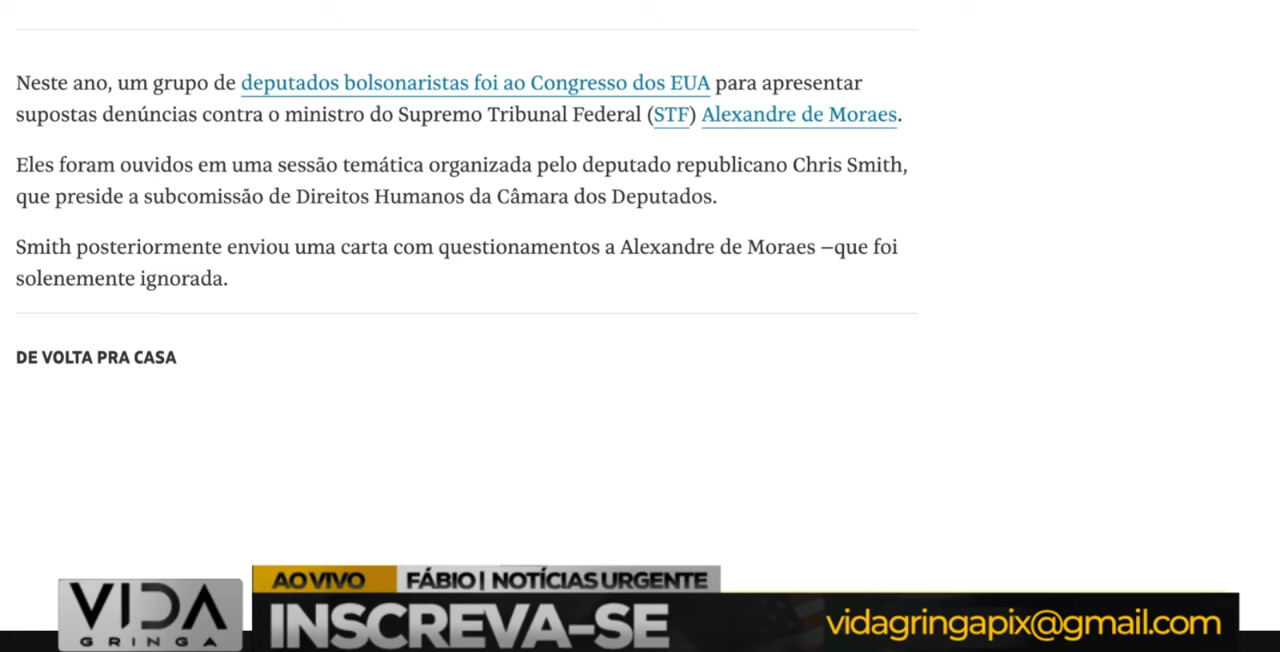 Neste ano, um grupo de deputados bolsonaristas foi ao Congresso dos EUA para apresentar
supostas denúncias contra o ministro do Supremo Tribunal Federal (STF) Alexandre de Moraes.
Eles foram ouvidos em uma sessão temática organizada pelo deputado republicano Chris Smith,
que preside a subcomissão de Direitos Humanos da Câmara dos Deputados.
Smith posteriormente enviou uma carta com questionamentos a Alexandre de Moraes –que foi
solenemente ignorada.
DE VOLTA PRA CASA
AO VIVO FÁBIO | NOTÍCIAS URGENTE
VIDA
GRINGA
INSCREVA-SE
vidagringapix@gmail.com